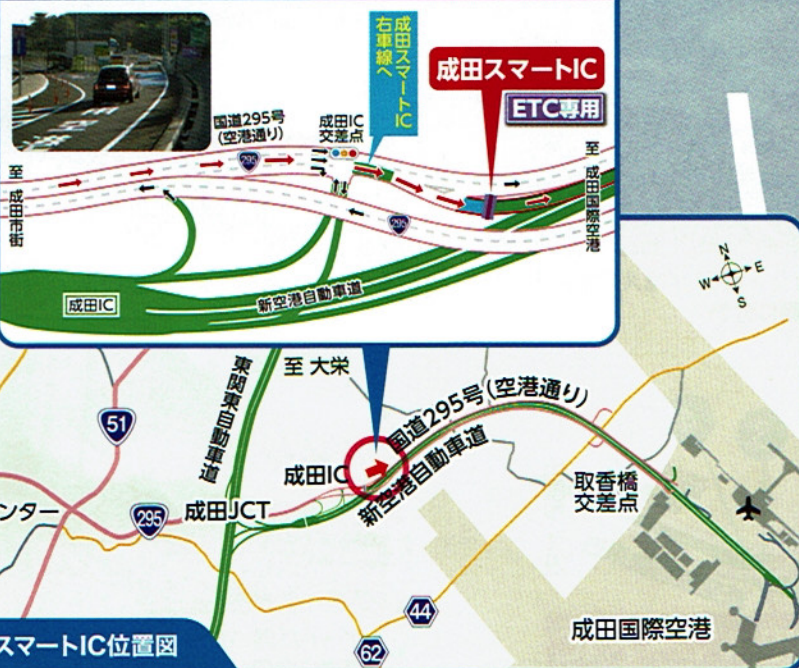 成田スマートIC
右車線へ
成田スマートIC
ETC専用
国道295号
(空港通り)
成田IC
交差点
295
至 成田市街
至 成田国際空港
295
成田IC
新空港自動車道
N
W
E
S
東関東自動車道
至 大栄
51
国道295号(空港通り)
成田IC
新空港自動車道
取香橋
交差点
ンター
295
成田JCT
44
62
成田国際空港
スマートIC位置図